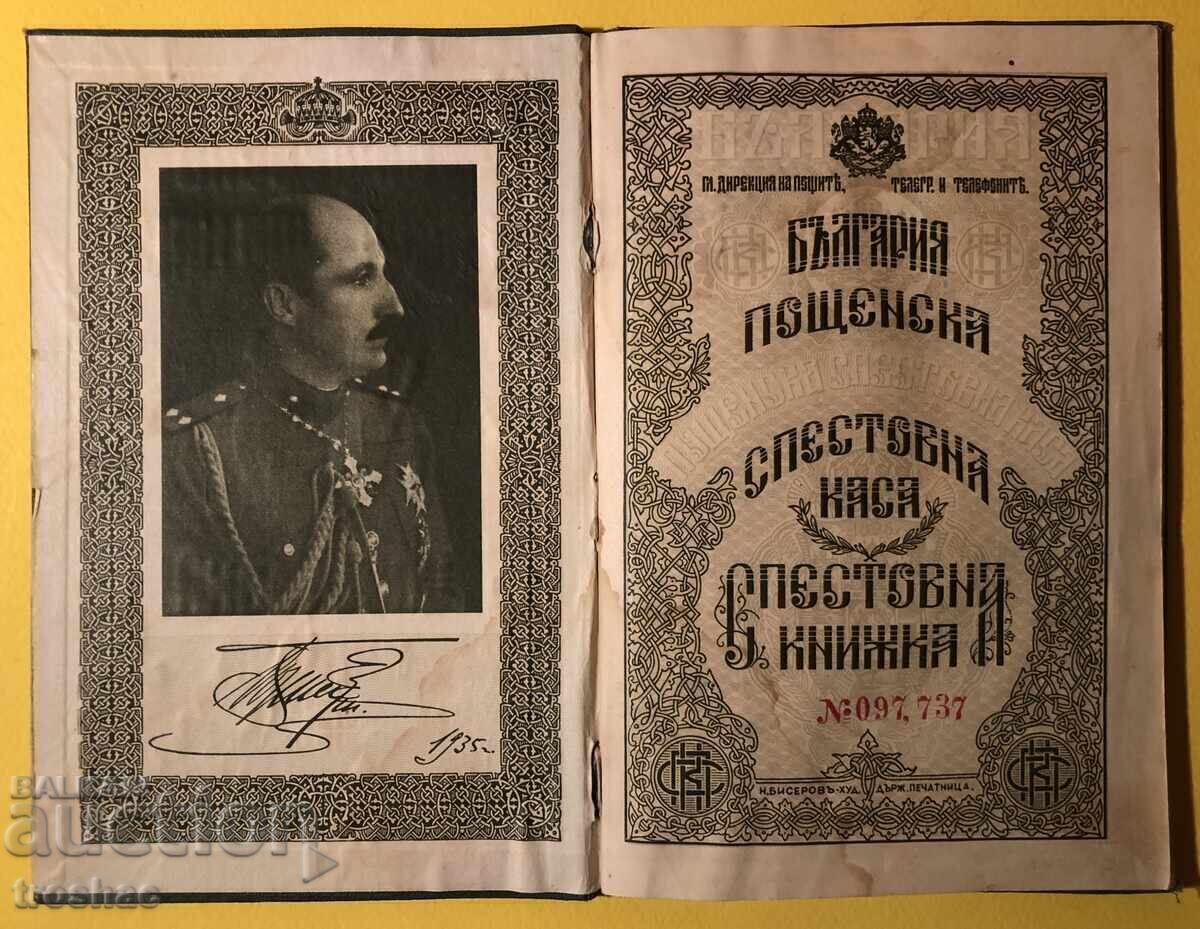 1935 г.
ГЛ. ДИРЕКЦИЯ НА ПОЩИТѢ, ТЕЛЕГР. И ТЕЛЕФОНИТѢ.
БЪЛГАРИЯ
ПОЩЕНСКА
СПЕСТОВНА
КАСА
СПЕСТОВНА
КНИЖКА
№ 097,737
Н. БИСЕРОВЪ-ХУД. ДЪРЖ. ПЕЧАТНИЦА.
BALKAN
auction
troshac